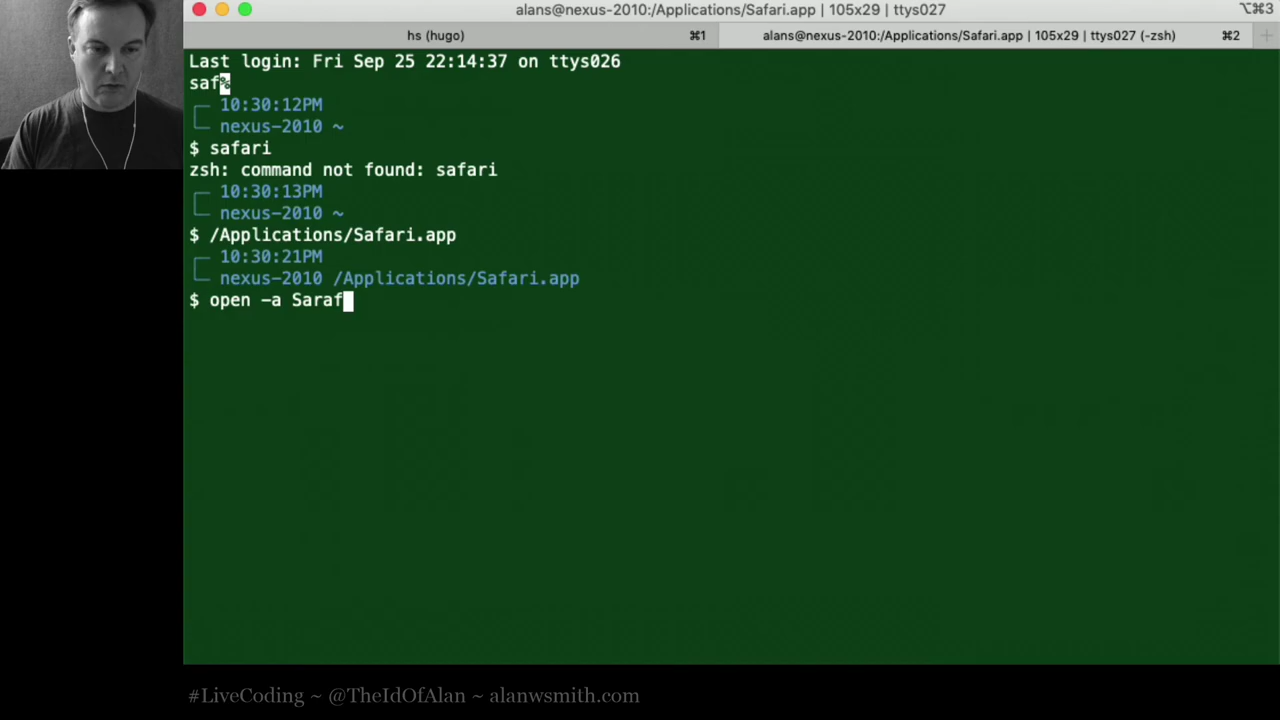 alans@nexus-2010:/Applications/Safari.app | 105x29 | ttys027 ⌥⌘3
hs (hugo) ⌘1 alans@nexus-2010:/Applications/Safari.app | 105x29 | ttys027 (-zsh) ⌘2 +
Last login: Fri Sep 25 22:14:37 on ttys026
saf%
10:30:12PM
nexus-2010 ~
$ safari
zsh: command not found: safari
10:30:13PM
nexus-2010 ~
$ /Applications/Safari.app
10:30:21PM
nexus-2010 /Applications/Safari.app
$ open -a Saraf
#LiveCoding ~ @TheIdOfAlan ~ alanwsmith.com